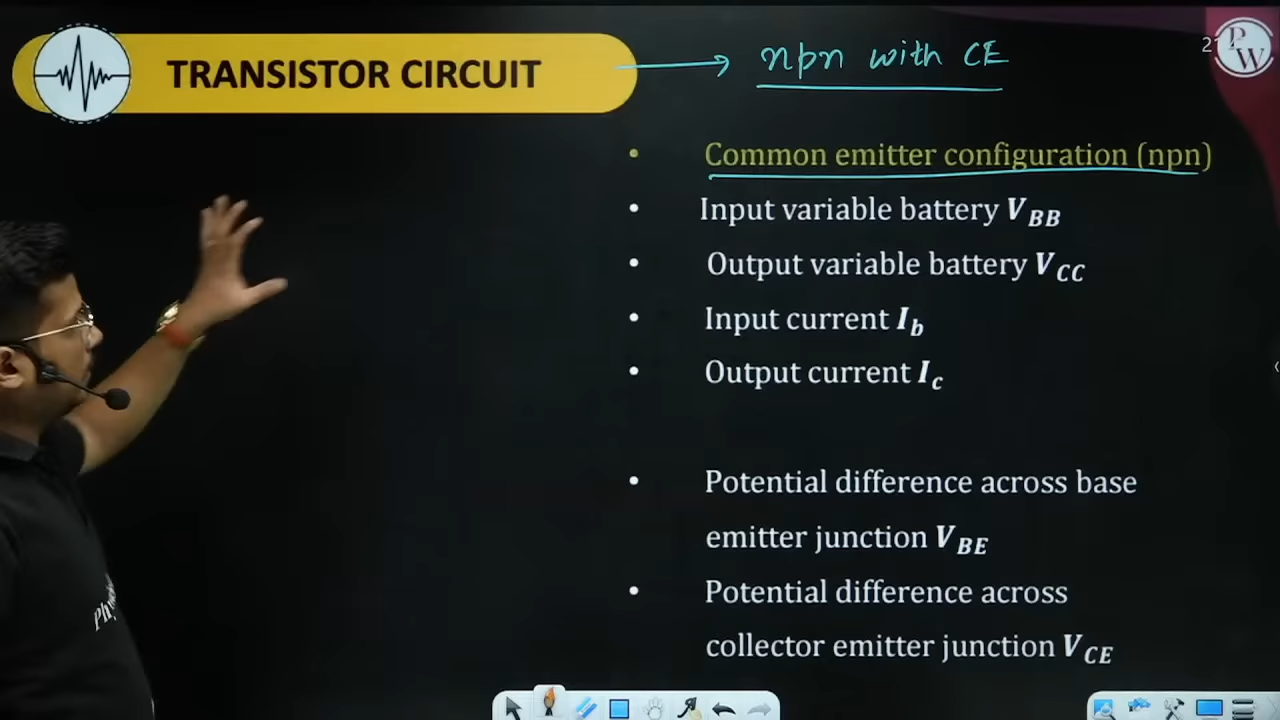 TRANSISTOR CIRCUIT
npn with CE
PW
• Common emitter configuration (npn)
• Input variable battery V_BB
• Output variable battery V_CC
• Input current I_b
• Output current I_c
• Potential difference across base
emitter junction V_BE
• Potential difference across
collector emitter junction V_CE